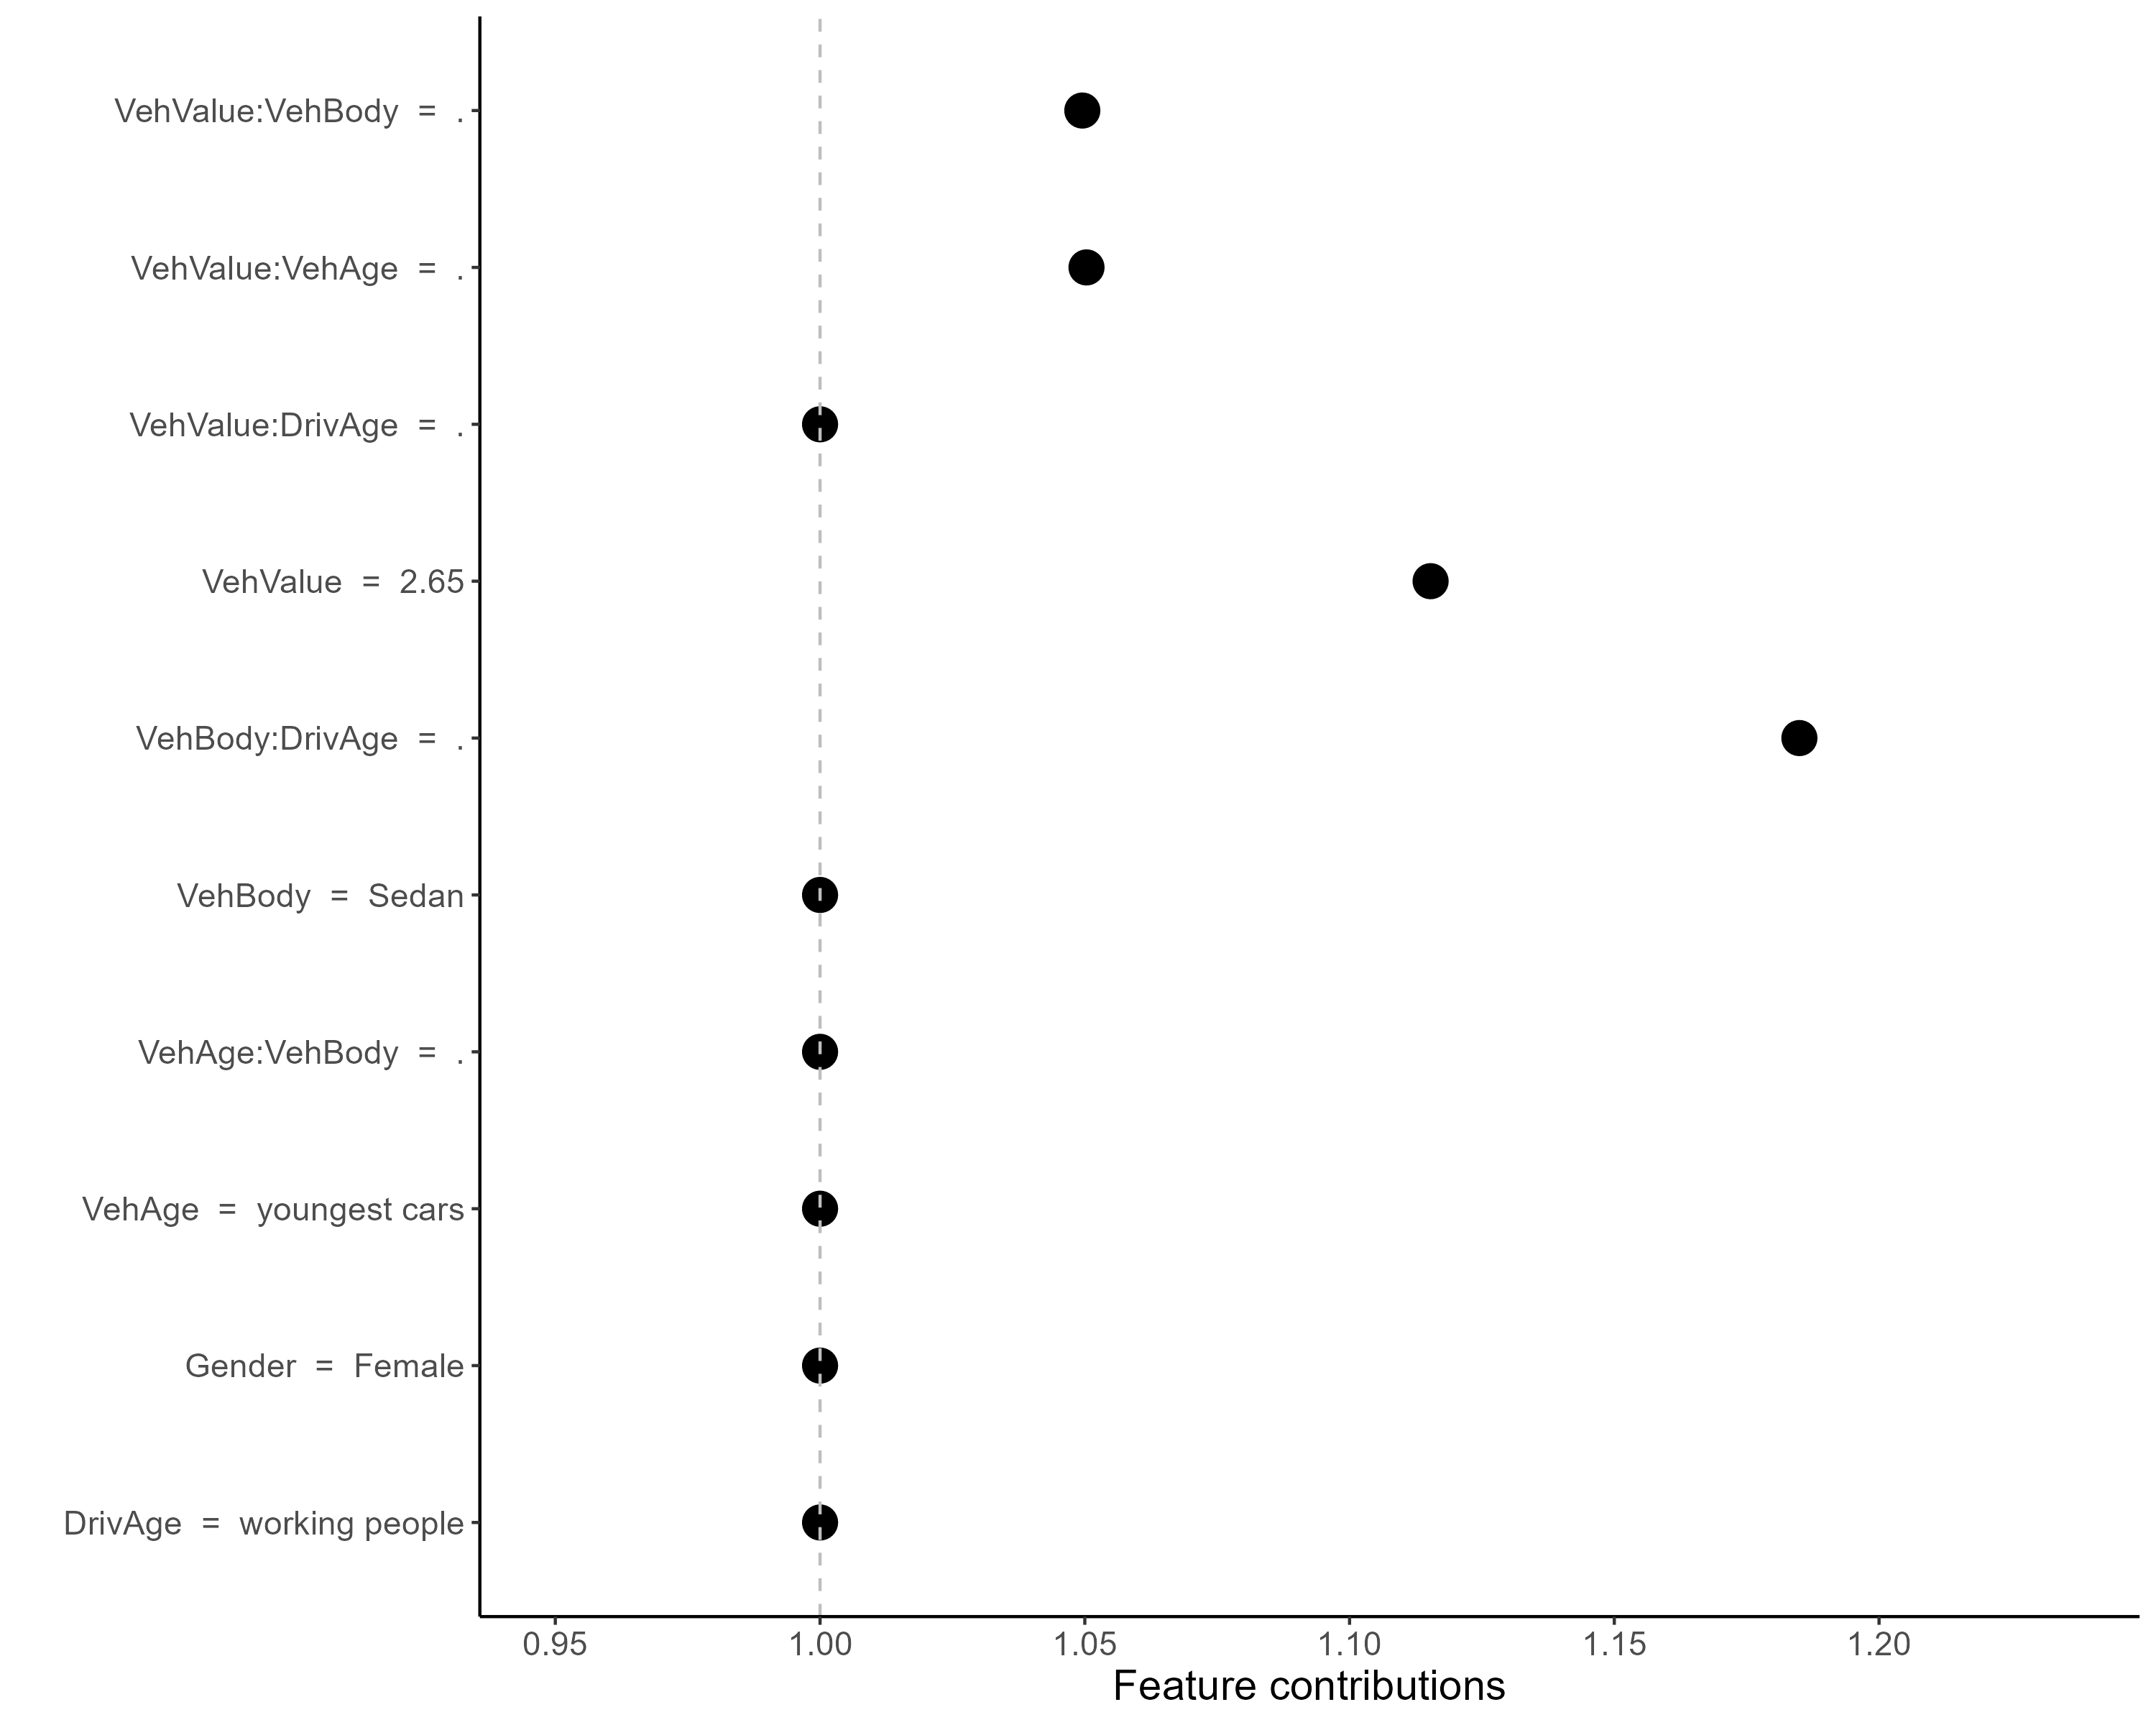 VehValue:VehBody = .
VehValue:VehAge = .
VehValue:DrivAge = .
VehValue = 2.65
VehBody:DrivAge = .
VehBody = Sedan
VehAge:VehBody = .
VehAge = youngest cars
Gender = Female
DrivAge = working people
0.95 1.00 1.05 1.10 1.15 1.20
Feature contributions